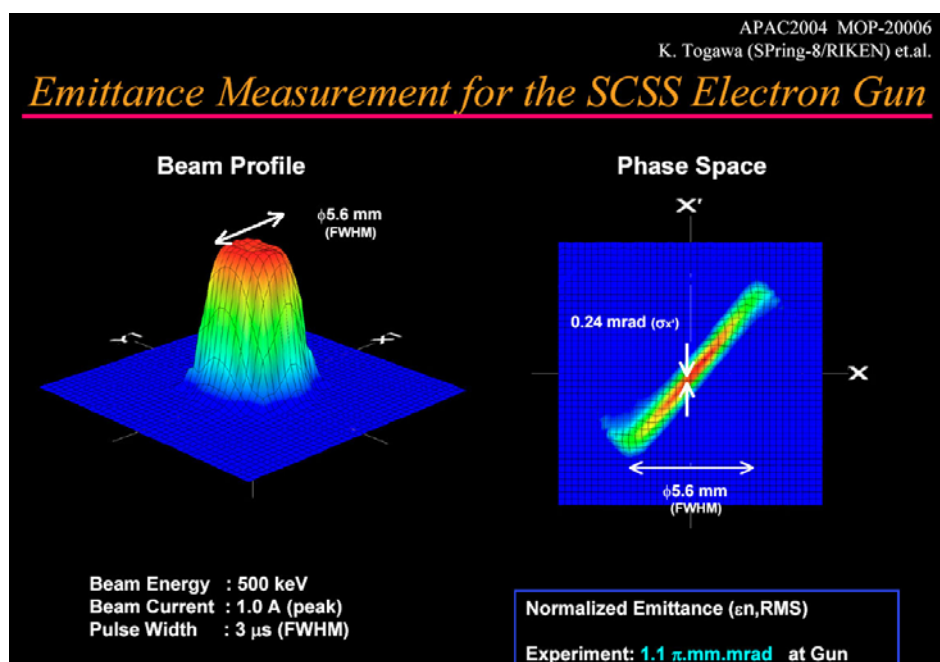 APAC2004 MOP-20006
K. Togawa (SPring-8/RIKEN) et.al.
Emittance Measurement for the SCSS Electron Gun
Beam Profile
ϕ5.6 mm
(FWHM)
Phase Space
X'
0.24 mrad (σx')
X
ϕ5.6 mm
(FWHM)
Beam Energy : 500 keV
Beam Current : 1.0 A (peak)
Pulse Width : 3 μs (FWHM)
Normalized Emittance (εn,RMS)
Experiment: 1.1 π.mm.mrad at Gun